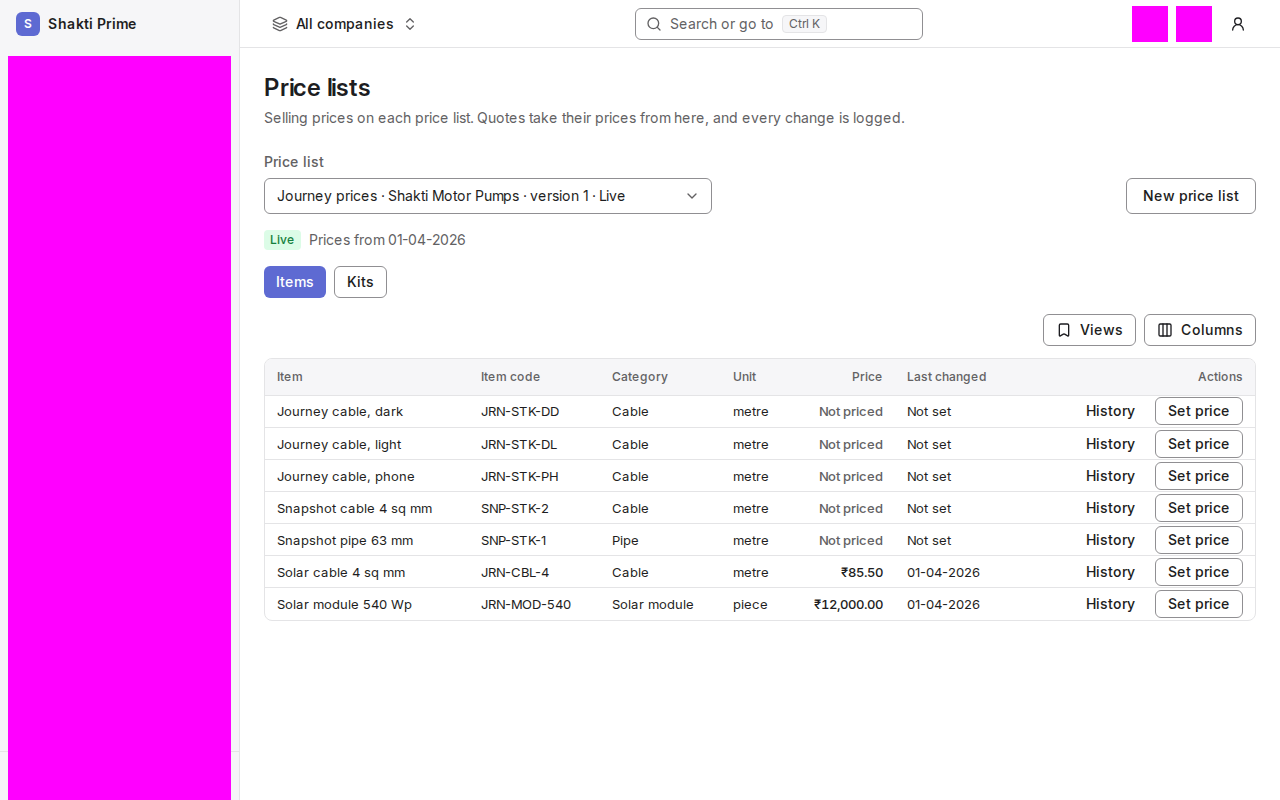 S Shakti Prime
All companies
Search or go to Ctrl K
Price lists
Selling prices on each price list. Quotes take their prices from here, and every change is logged.
Price list
Journey prices · Shakti Motor Pumps · version 1 · Live
New price list
Live Prices from 01-04-2026
Items Kits
Views Columns
Item Item code Category Unit Price Last changed Actions
Journey cable, dark JRN-STK-DD Cable metre Not priced Not set History Set price
Journey cable, light JRN-STK-DL Cable metre Not priced Not set History Set price
Journey cable, phone JRN-STK-PH Cable metre Not priced Not set History Set price
Snapshot cable 4 sq mm SNP-STK-2 Cable metre Not priced Not set History Set price
Snapshot pipe 63 mm SNP-STK-1 Pipe metre Not priced Not set History Set price
Solar cable 4 sq mm JRN-CBL-4 Cable metre ₹85.50 01-04-2026 History Set price
Solar module 540 Wp JRN-MOD-540 Solar module piece ₹12,000.00 01-04-2026 History Set price